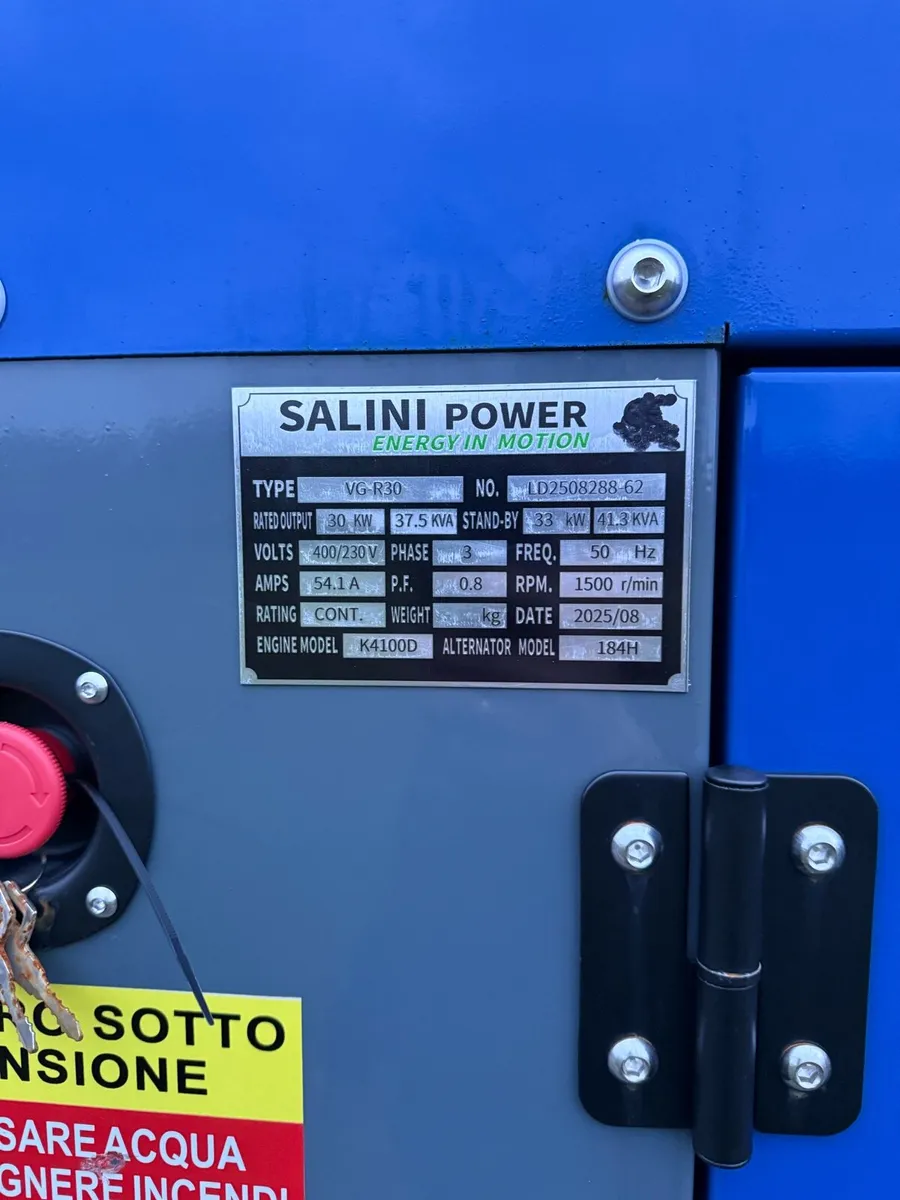 SALINI POWER
ENERGY IN MOTION
TYPE VG-R30 NO. LD2508288-62
RATED OUTPUT 30 KW 37.5 KVA STAND-BY 33 kW 41.3 KVA
VOLTS 400/230 V PHASE 3 FREQ. 50 Hz
AMPS 54.1 A P.F. 0.8 RPM. 1500 r/min
RATING CONT. WEIGHT kg DATE 2025/08
ENGINE MODEL K4100D ALTERNATOR MODEL 184H
RO SOTTO
NSIONE
SARE ACQUA
GNERE INCENDI